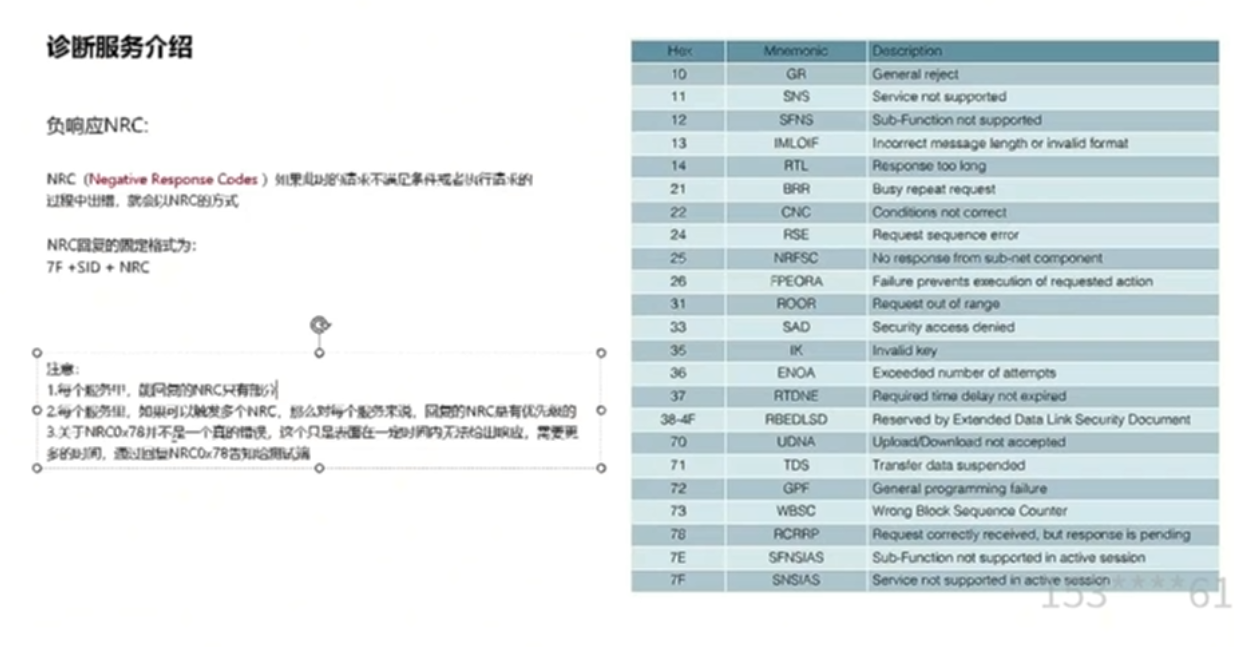 诊断服务介绍
负响应NRC:
NRC（Negative Response Codes ）如果此时的请求不满足条件或者执行请求的
过程中出错，就会以NRC的方式
NRC回复的固定格式为:
7F +SID + NRC
注意:
1.每个服务中，能回复的NRC只有部分
2.每个服务里，如果可以触发多个NRC，那么对每个服务来说，回复的NRC是有优先级的
3.关于NRC0x78并不是一个真的错误，这个只是表面在一定时间内无法给出响应，需要更
多的时间，通过回复NRC0x78告知给测试端
Hex Mnemonic Description
10 GR General reject
11 SNS Service not supported
12 SFNS Sub-Function not supported
13 IMLOIF Incorrect message length or invalid format
14 RTL Response too long
21 BRR Busy repeat request
22 CNC Conditions not correct
24 RSE Request sequence error
25 NRFSC No response from sub-net component
26 FPEORA Failure prevents execution of requested action
31 ROOR Request out of range
33 SAD Security access denied
35 IK Invalid key
36 ENOA Exceeded number of attempts
37 RTDNE Required time delay not expired
38-4F RBEDLSD Reserved by Extended Data Link Security Document
70 UDNA Upload/Download not accepted
71 TDS Transfer data suspended
72 GPF General programming failure
73 WBSC Wrong Block Sequence Counter
78 RCRRP Request correctly received, but response is pending
7E SFNSIAS Sub-Function not supported in active session
7F SNSIAS Service not supported in active session
153****61